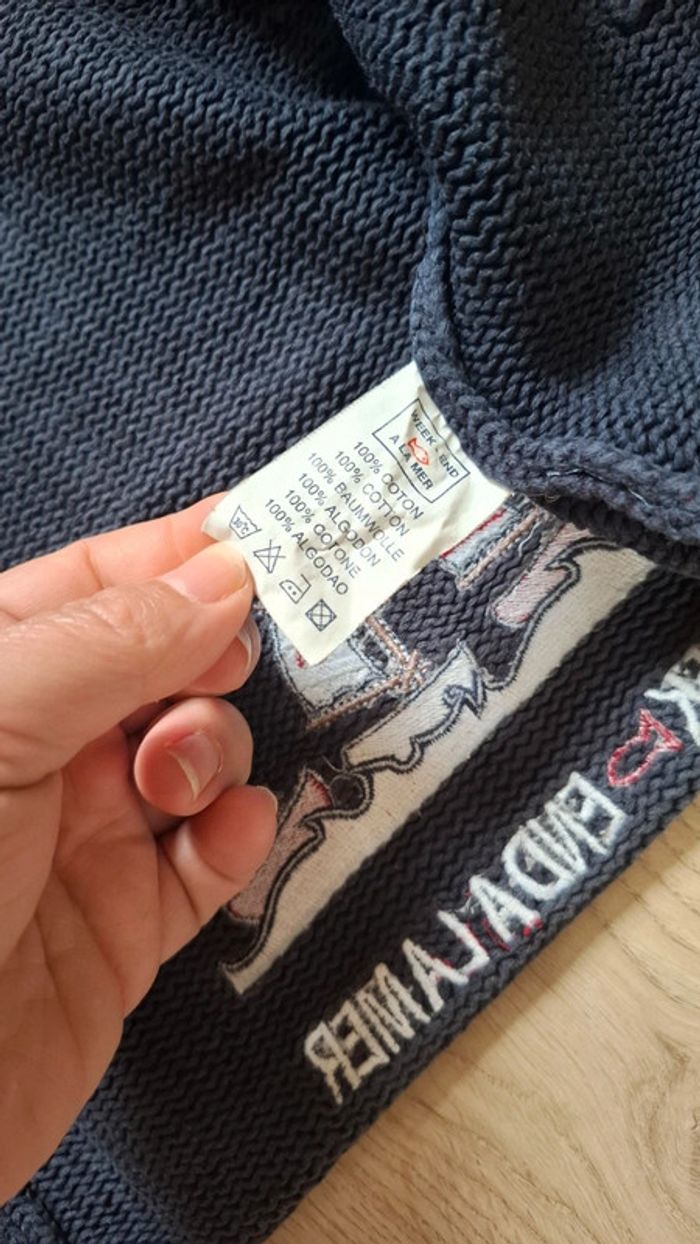 WEEK-END
A LA MER
100% COTON
100% COTTON
100% BAUMWOLLE
100% ALGODON
100% COTONE
100% ALGODAO
30°C
END A LA MER